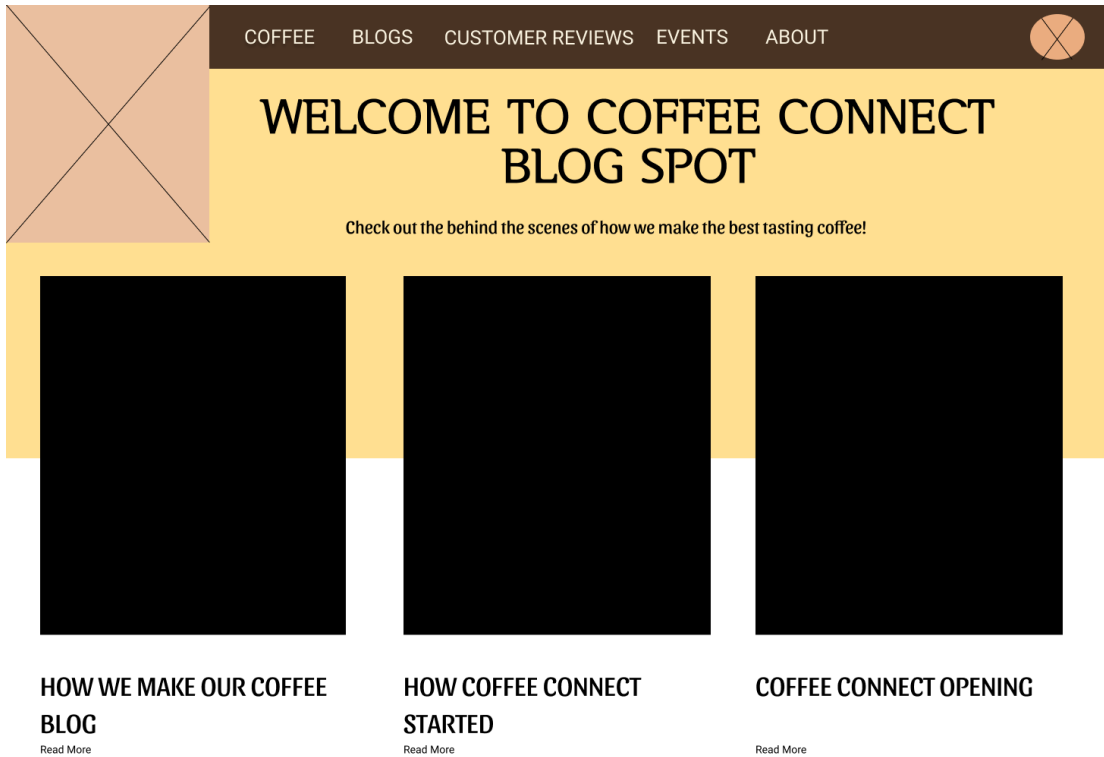 COFFEE BLOGS CUSTOMER REVIEWS EVENTS ABOUT
WELCOME TO COFFEE CONNECT
BLOG SPOT
Check out the behind the scenes of how we make the best tasting coffee!
HOW WE MAKE OUR COFFEE
BLOG
Read More
HOW COFFEE CONNECT
STARTED
Read More
COFFEE CONNECT OPENING
Read More